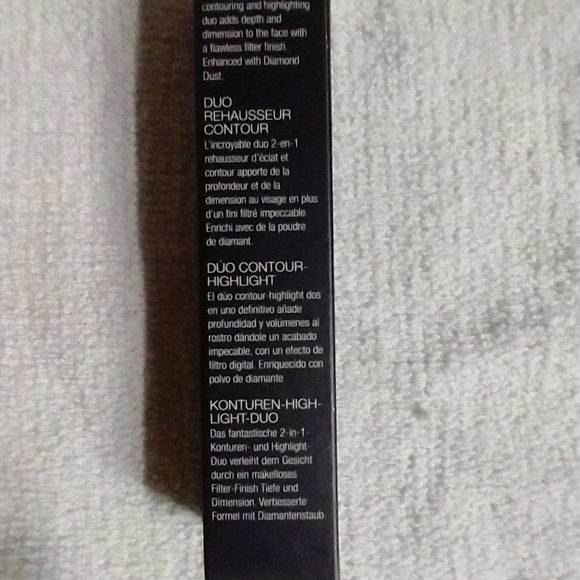 contouring and highlighting
duo adds depth and
dimension to the face with
a flawless filter finish.
Enhanced with Diamond
Dust.
DUO
REHAUSSEUR
CONTOUR
L'incroyable duo 2-en-1
rehausseur d'éclat et
contour apporte de la
profondeur et de la
dimension au visage en plus
d'un fini filtré impeccable.
Enrichi avec de la poudre
de diamant.
DÚO CONTOUR-
HIGHLIGHT
El dúo contour-highlight dos
en uno definitivo añade
profundidad y volúmenes al
rostro dándole un acabado
impecable, con un efecto de
filtro digital. Enriquecido con
polvo de diamante
KONTUREN-HIGH-
LIGHT-DUO
Das fantastische 2-in-1-
Konturen- und Highlight-
Duo verleiht dem Gesicht
durch ein makelloses
Filter-Finish Tiefe und
Dimension. Verbesserte
Formel mit Diamantenstaub.